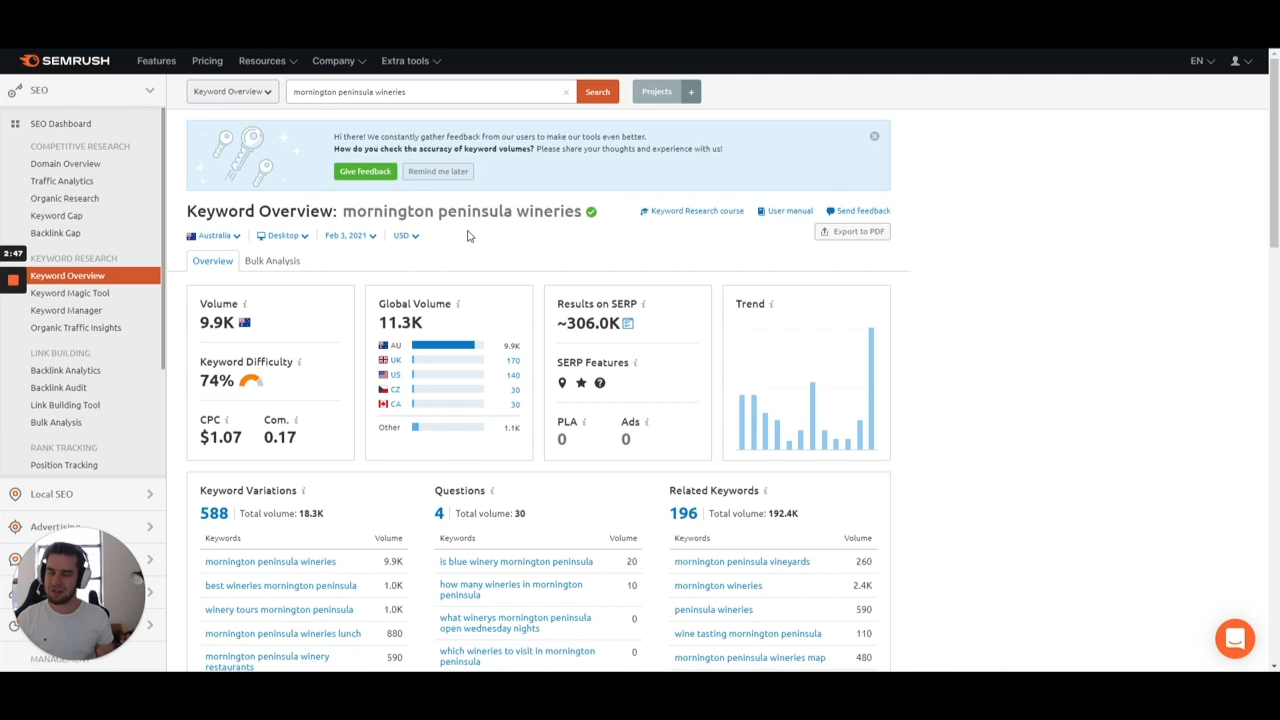 SEMRUSH
Features
Pricing
Resources
Company
Extra tools
EN
SEO
Keyword Overview
mornington peninsula wineries
×
Search
Projects
+
SEO Dashboard
COMPETITIVE RESEARCH
Domain Overview
Traffic Analytics
Organic Research
Keyword Gap
Backlink Gap
2:47
KEYWORD RESEARCH
Keyword Overview
Keyword Magic Tool
Keyword Manager
Organic Traffic Insights
LINK BUILDING
Backlink Analytics
Backlink Audit
Link Building Tool
Bulk Analysis
RANK TRACKING
Position Tracking
Local SEO
Advertising
Hi there! We constantly gather feedback from our users to make our tools even better.
How do you check the accuracy of keyword volumes? Please share your thoughts and experience with us!
Give feedback
Remind me later
Keyword Overview: mornington peninsula wineries
Keyword Research course
User manual
Send feedback
Export to PDF
Australia
Desktop
Feb 3, 2021
USD
Overview
Bulk Analysis
Volume i
9.9K
Keyword Difficulty i
74%
CPC i
$1.07
Com. i
0.17
Global Volume i
11.3K
AU 9.9K
UK 170
US 140
CZ 30
CA 30
Other 1.1K
Results on SERP i
~306.0K
SERP Features i
PLA
0
Ads i
0
Trend i
Keyword Variations i
588 Total volume: 18.3K
Keywords Volume
mornington peninsula wineries 9.9K
best wineries mornington peninsula 1.0K
winery tours mornington peninsula 1.0K
mornington peninsula wineries lunch 880
mornington peninsula winery
restaurants 590
Questions i
4 Total volume: 30
Keywords Volume
is blue winery mornington peninsula 20
how many wineries in mornington
peninsula 10
what winerys mornington peninsula
open wednesday nights 0
which wineries to visit in mornington
peninsula 0
Related Keywords i
196 Total volume: 192.4K
Keywords Volume
mornington peninsula vineyards 260
mornington wineries 2.4K
peninsula wineries 590
wine tasting mornington peninsula 110
mornington peninsula wineries map 480